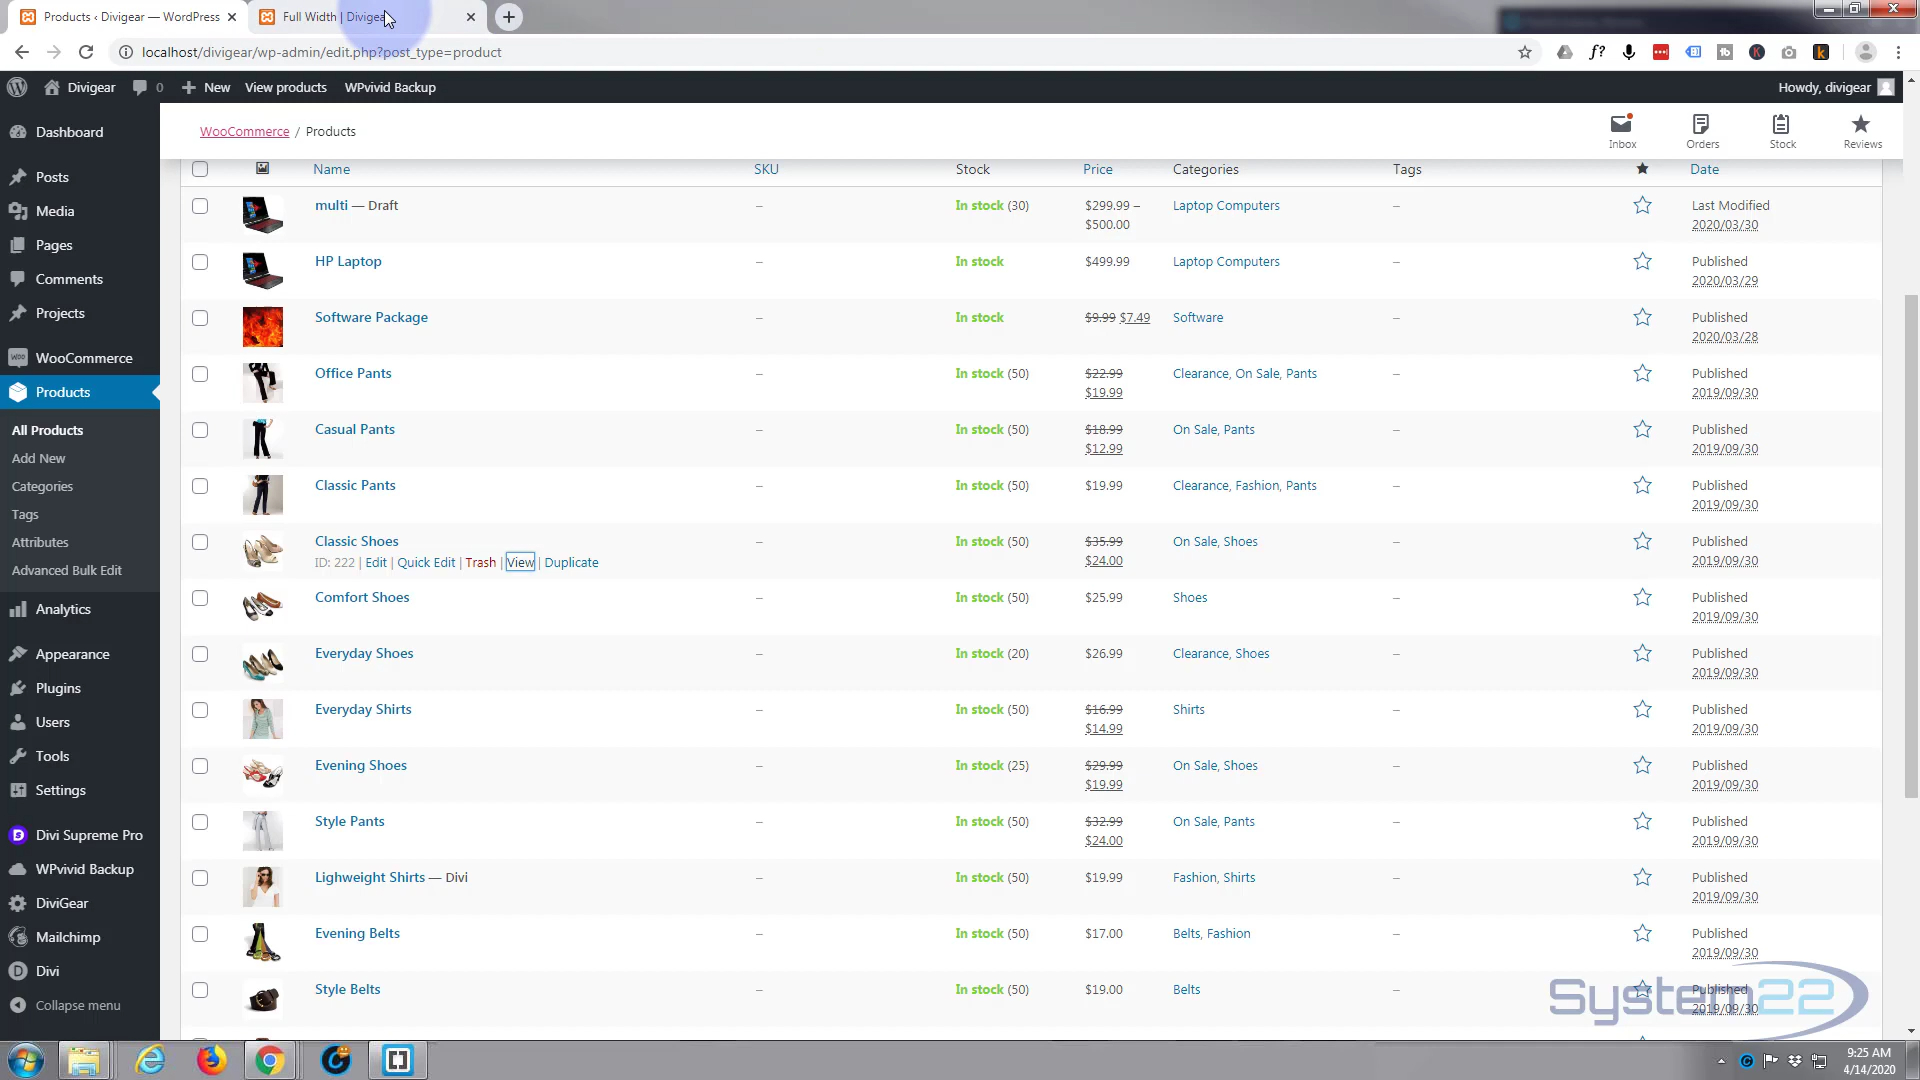 Products ‹ Divigear — WordPress
Full Width | Divigear
localhost/divigear/wp-admin/edit.php?post_type=product
Divigear 0 New View products WPvivid Backup Howdy, divigear
WooCommerce / Products
Inbox Orders Stock Reviews
Name SKU Stock Price Categories Tags Date
multi — Draft – In stock (30) $299.99 – Laptop Computers – Last Modified
$500.00 2020/03/30
HP Laptop – In stock $499.99 Laptop Computers – Published
2020/03/29
Software Package – In stock $9.99 $7.49 Software – Published
2020/03/28
Office Pants – In stock (50) $22.99 Clearance, On Sale, Pants – Published
$19.99 2019/09/30
Casual Pants – In stock (50) $18.99 On Sale, Pants – Published
$12.99 2019/09/30
Classic Pants – In stock (50) $19.99 Clearance, Fashion, Pants – Published
2019/09/30
Classic Shoes – In stock (50) $35.99 On Sale, Shoes – Published
ID: 222 | Edit | Quick Edit | Trash | View | Duplicate $24.00 2019/09/30
Comfort Shoes – In stock (50) $25.99 Shoes – Published
2019/09/30
Everyday Shoes – In stock (20) $26.99 Clearance, Shoes – Published
2019/09/30
Everyday Shirts – In stock (50) $16.99 Shirts – Published
$14.99 2019/09/30
Evening Shoes – In stock (25) $29.99 On Sale, Shoes – Published
$19.99 2019/09/30
Style Pants – In stock (50) $32.99 On Sale, Pants – Published
$24.00 2019/09/30
Lighweight Shirts — Divi – In stock (50) $19.99 Fashion, Shirts – Published
2019/09/30
Evening Belts – In stock (50) $17.00 Belts, Fashion – Published
2019/09/30
Style Belts – In stock (50) $19.00 Belts – Published
2019/09/30
Dashboard
Posts
Media
Pages
Comments
Projects
WooCommerce
Products
All Products
Add New
Categories
Tags
Attributes
Advanced Bulk Edit
Analytics
Appearance
Plugins
Users
Tools
Settings
Divi Supreme Pro
WPvivid Backup
DiviGear
Mailchimp
Divi
Collapse menu
System22
9:25 AM
4/14/2020